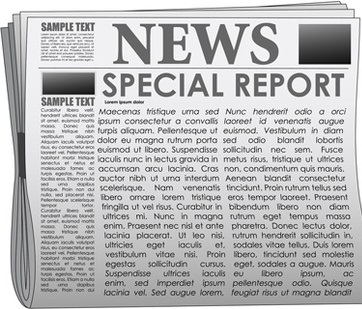 SAMPLE TEXT
NEWS
SPECIAL REPORT
SAMPLE TEXT
Lorem ipsum dolor
Maecenas tristique urna sed
ipsum consectetur a convallis
turpis aliquam. Pellentesque ut
dolor eu magna rutrum porta
euismod ut libero. Suspendisse
iaculis nunc in lectus gravida in
accumsan arcu iaculis. Cras
nunc enim, dapibus ut interdum
scelerisque. Nam venenatis
libero ornare lorem tristique
fringilla ut vel risus. Curabitur in
ultrices mi. Nunc in magna
enim. Praesent nec mi et ante
lacinia placerat. Ut leo nisi,
ultricies eget iaculis et,
vestibulum vitae nisi. Proin
egestas sollicitudin cursus.
Suspendisse ultrices iaculis
enim, sed imperdiet ipsum
lacinia vel. Sed augue lorem,
Nunc hendrerit odio a orci
laoreet id venenatis augue
euismod. Vestibulum in diam
sed odio blandit lobortis
sollicitudin nec sem. Fusce
metus risus, tristique ut ultrices
non, condimentum quis mauris.
Aenean blandit consectetur
tincidunt. Proin rutrum tellus sed
eros tempor laoreet. Praesent
bibendum libero non diam
rutrum eget tempus massa
pharetra. Donec lectus dolor,
rutrum hendrerit sollicitudin in,
sodales vitae tellus. Duis lorem
libero, tincidunt sed molestie
eget, sodales a augue. Mauris
eu libero ipsum, ac
pellentesque odio. Quisque
feugiat risus ut magna blandit